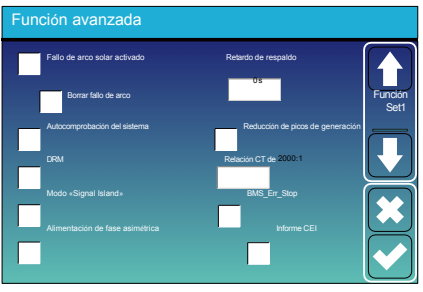 Función avanzada
Fallo de arco solar activado
Retardo de respaldo
0s
Borrar fallo de arco
Función
Set1
Autocomprobación del sistema
Reducción de picos de generación
DRM
Relación CT de 2000:1
Modo «Signal Island»
BMS_Err_Stop
Alimentación de fase asimétrica
Informe CEI